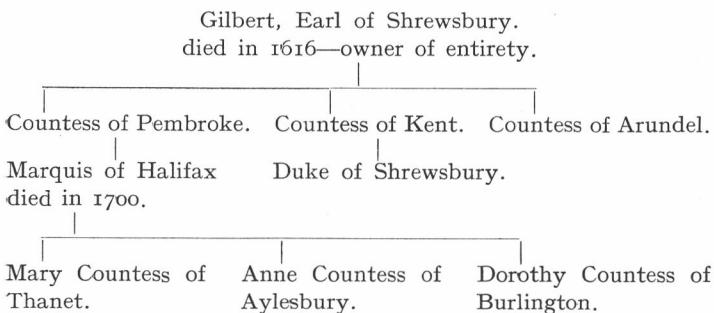 Gilbert, Earl of Shrewsbury.
died in 1616—owner of entirety.
Countess of Pembroke. Countess of Kent. Countess of Arundel.
Marquis of Halifax Duke of Shrewsbury.
died in 1700.
Mary Countess of Anne Countess of Dorothy Countess of
Thanet. Aylesbury. Burlington.